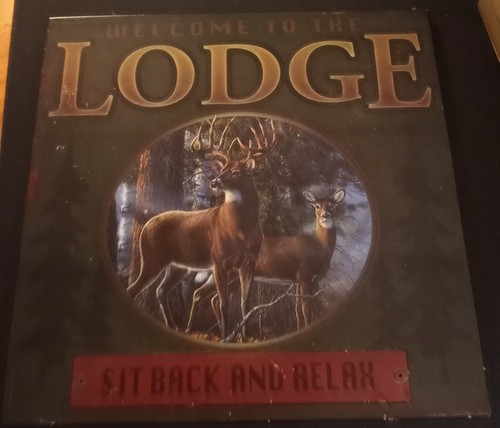 WELCOME TO THE
LODGE
SIT BACK AND RELAX